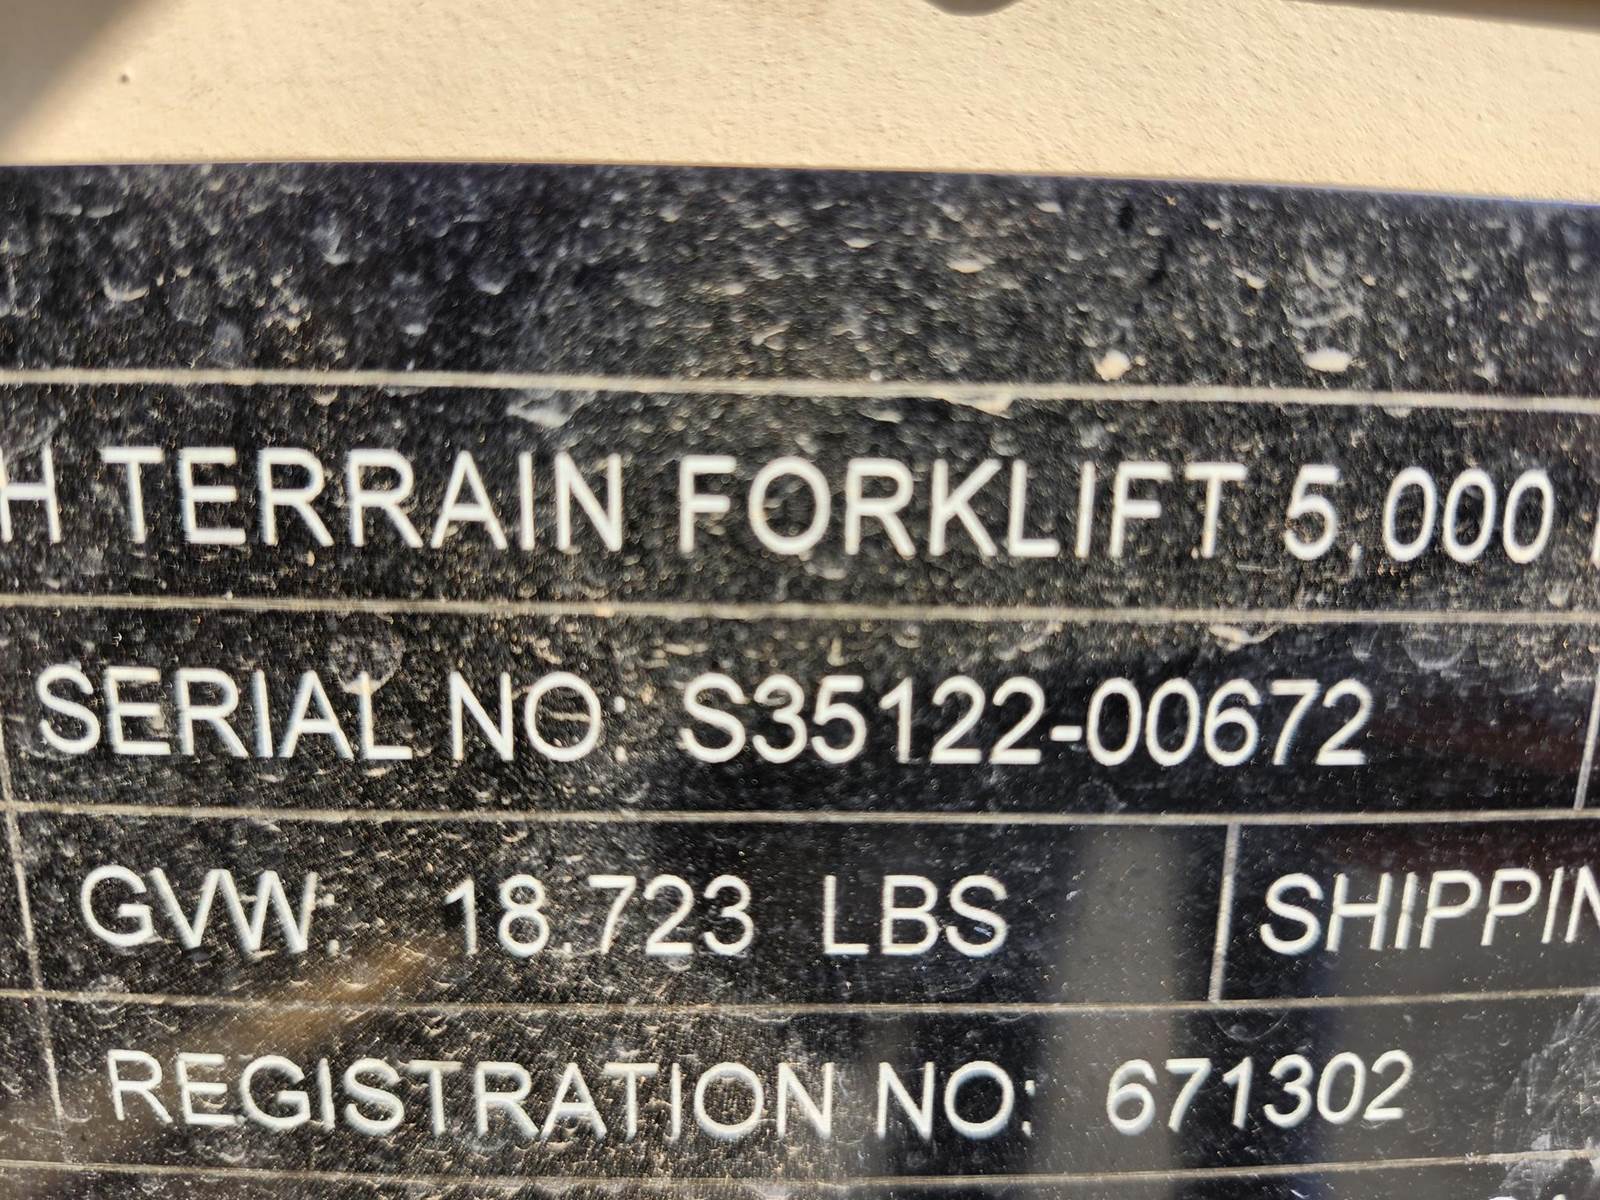 H TERRAIN FORKLIFT 5,000
SERIAL NO: S35122-00672
GVW: 18.723 LBS SHIPPIN
REGISTRATION NO: 671302